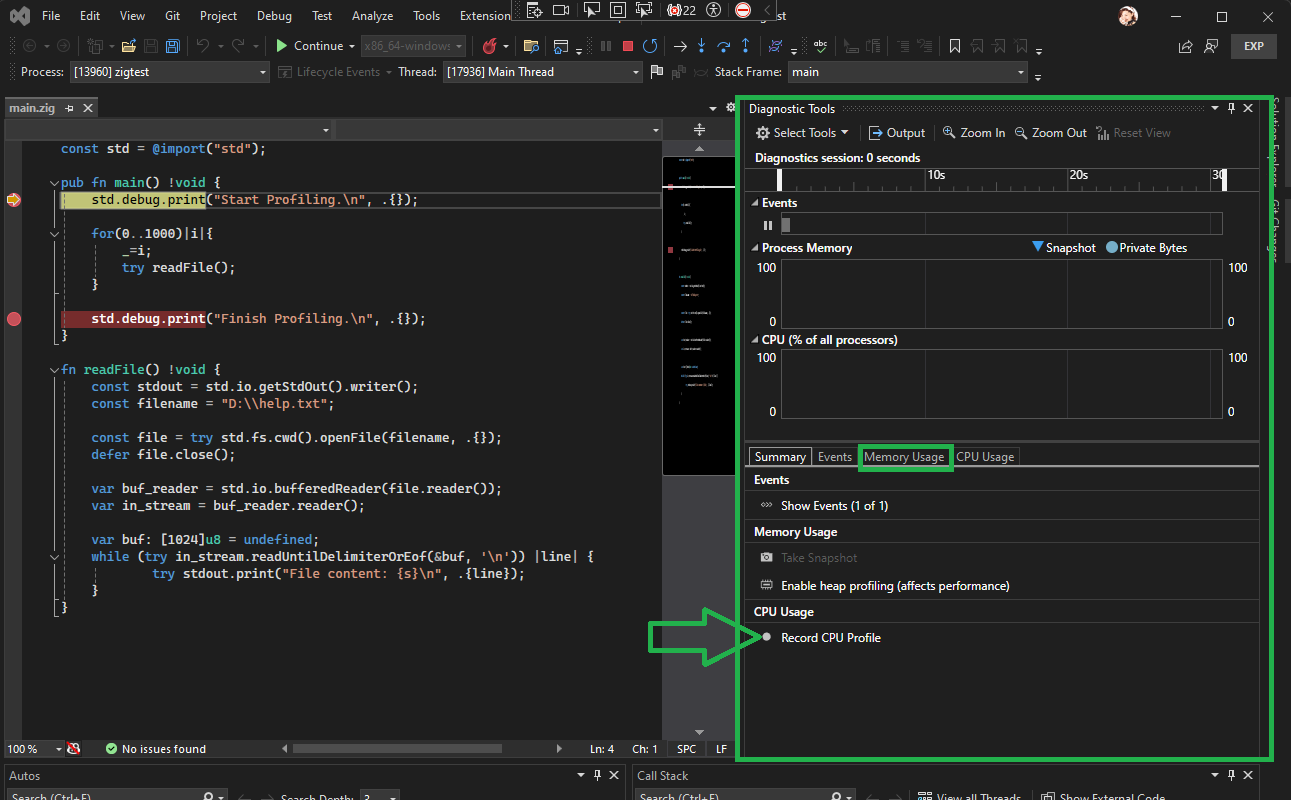 File Edit View Git Project Debug Test Analyze Tools Extension 22 st
Continue x86_64-windows EXP
Process: [13960] zigtest Lifecycle Events Thread: [17936] Main Thread Stack Frame: main
main.zig
const std = @import("std");
pub fn main() !void {
std.debug.print("Start Profiling.\n", .{});
for(0..1000)|i|{
_=i;
try readFile();
}
std.debug.print("Finish Profiling.\n", .{});
}
fn readFile() !void {
const stdout = std.io.getStdOut().writer();
const filename = "D:\\help.txt";
const file = try std.fs.cwd().openFile(filename, .{});
defer file.close();
var buf_reader = std.io.bufferedReader(file.reader());
var in_stream = buf_reader.reader();
var buf: [1024]u8 = undefined;
while (try in_stream.readUntilDelimiterOrEof(&buf, '\n')) |line| {
try stdout.print("File content: {s}\n", .{line});
}
}
100 % No issues found Ln: 4 Ch: 1 SPC LF
Diagnostic Tools
Select Tools Output Zoom In Zoom Out Reset View
Diagnostics session: 0 seconds
10s 20s 30
Events
Process Memory Snapshot Private Bytes
100 100
0 0
CPU (% of all processors)
100 100
0 0
Summary Events Memory Usage CPU Usage
Events
Show Events (1 of 1)
Memory Usage
Take Snapshot
Enable heap profiling (affects performance)
CPU Usage
Record CPU Profile
Solution Explorer
Git Changes
Autos
Search (Ctrl+E) Search Depth: 3
Call Stack
Search (Ctrl+E) View all Threads Show External Code